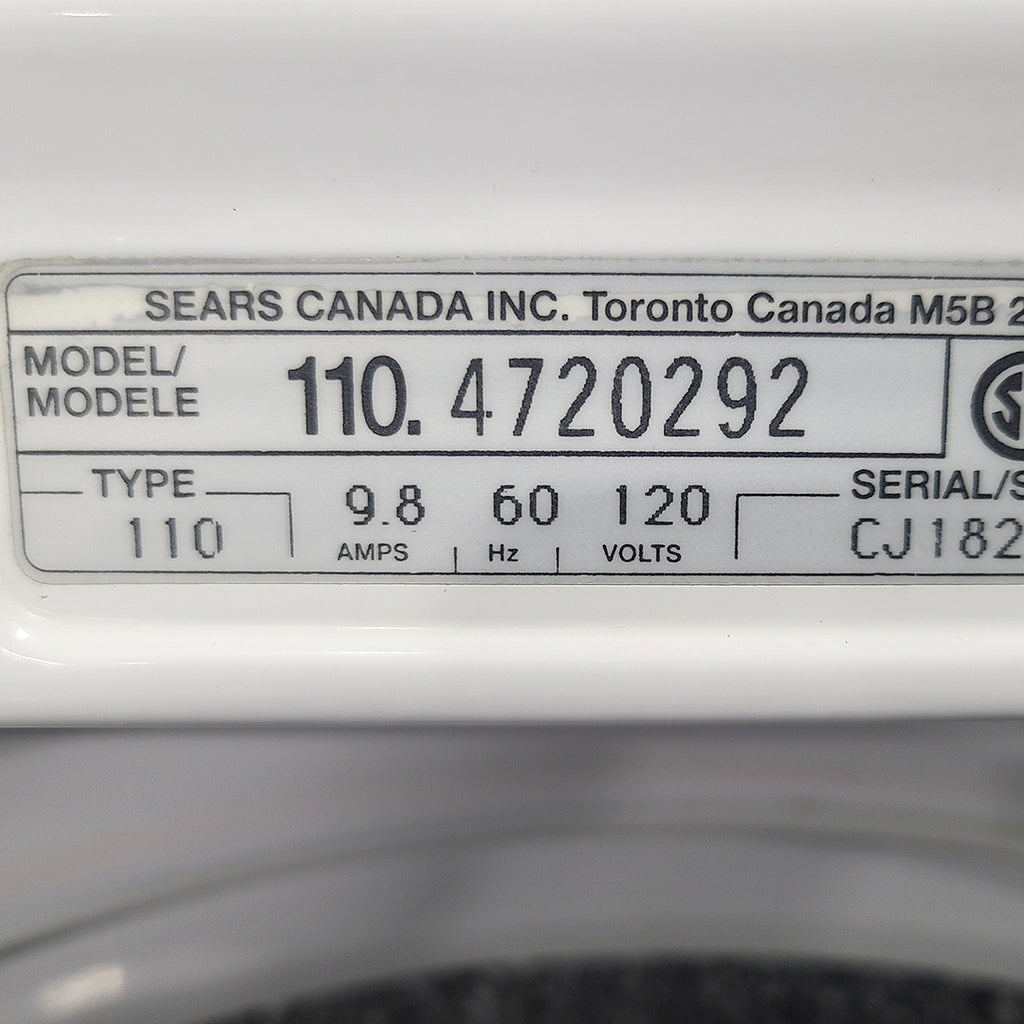 SEARS CANADA INC. Toronto Canada M5B 2
MODEL/
MODELE
110. 4720292
TYPE
110
9.8 60 120
AMPS Hz VOLTS
SERIAL/S
CJ182